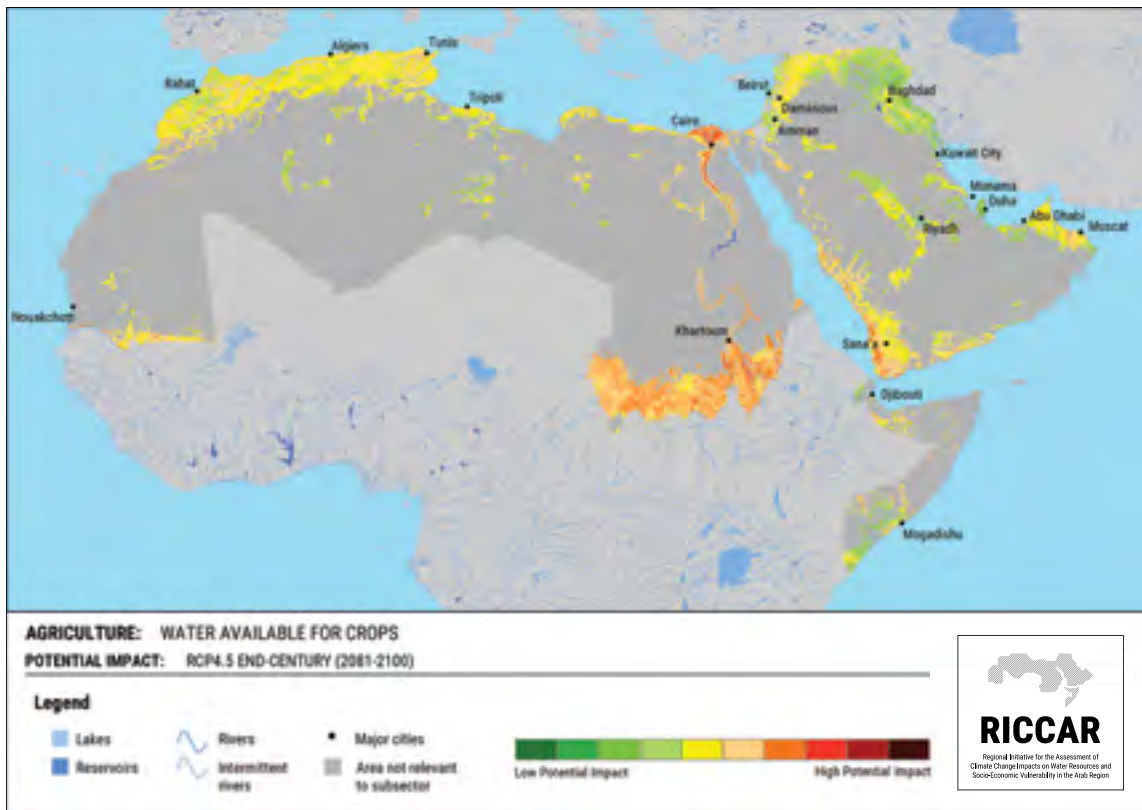 Algiers
Tunis
Rabat
Tripoli
Beirut
Damascus
Baghdad
Amman
Cairo
Kuwait City
Manama
Doha
Abu Dhabi
Muscat
Riyadh
Nouakchott
Khartoum
Sana'a
Djibouti
Mogadishu
AGRICULTURE: WATER AVAILABLE FOR CROPS
POTENTIAL IMPACT: RCP4.5 END-CENTURY (2081-2100)
Legend
Lakes
Rivers
Major cities
Reservoirs
Intermittent
rivers
Area not relevant
to subsector
Low Potential Impact
High Potential Impact
RICCAR
Regional Initiative for the Assessment of
Climate Change Impacts on Water Resources and
Socio-Economic Vulnerability in the Arab Region